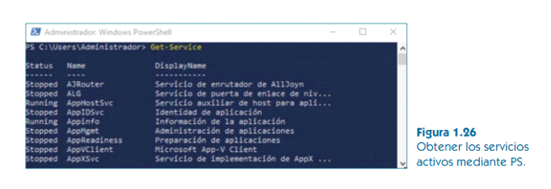 Administrador: Windows PowerShell
PS C:\Users\Administrador> Get-Service
Status Name DisplayName
------ ---- -----------
Stopped AJRouter Servicio de enrutador de AllJoyn
Stopped ALG Servicio de puerta de enlace de niv...
Running AppHostSvc Servicio auxiliar de host para apli...
Stopped AppIDSvc Identidad de aplicación
Running Appinfo Información de la aplicación
Stopped AppMgmt Administración de aplicaciones
Stopped AppReadiness Preparación de aplicaciones
Stopped AppVClient Microsoft App-V Client
Stopped AppXSvc Servicio de implementación de AppX ...
Figura 1.26
Obtener los servicios
activos mediante PS.